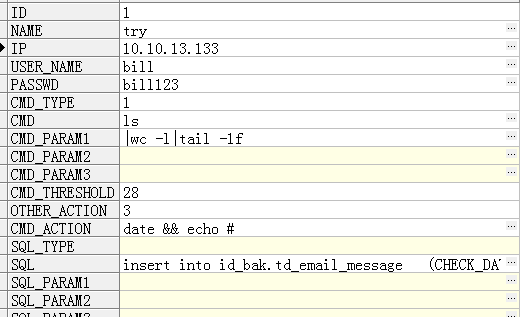 ID 1
NAME try
IP 10.10.13.133
USER_NAME bill
PASSWD bill123
CMD_TYPE 1
CMD ls
CMD_PARAM1 |wc -l|tail -1f
CMD_PARAM2
CMD_PARAM3
CMD_THRESHOLD 28
OTHER_ACTION 3
CMD_ACTION date && echo #
SQL_TYPE
SQL insert into id_bak.td_email_message (CHECK_DA
SQL_PARAM1
SQL_PARAM2